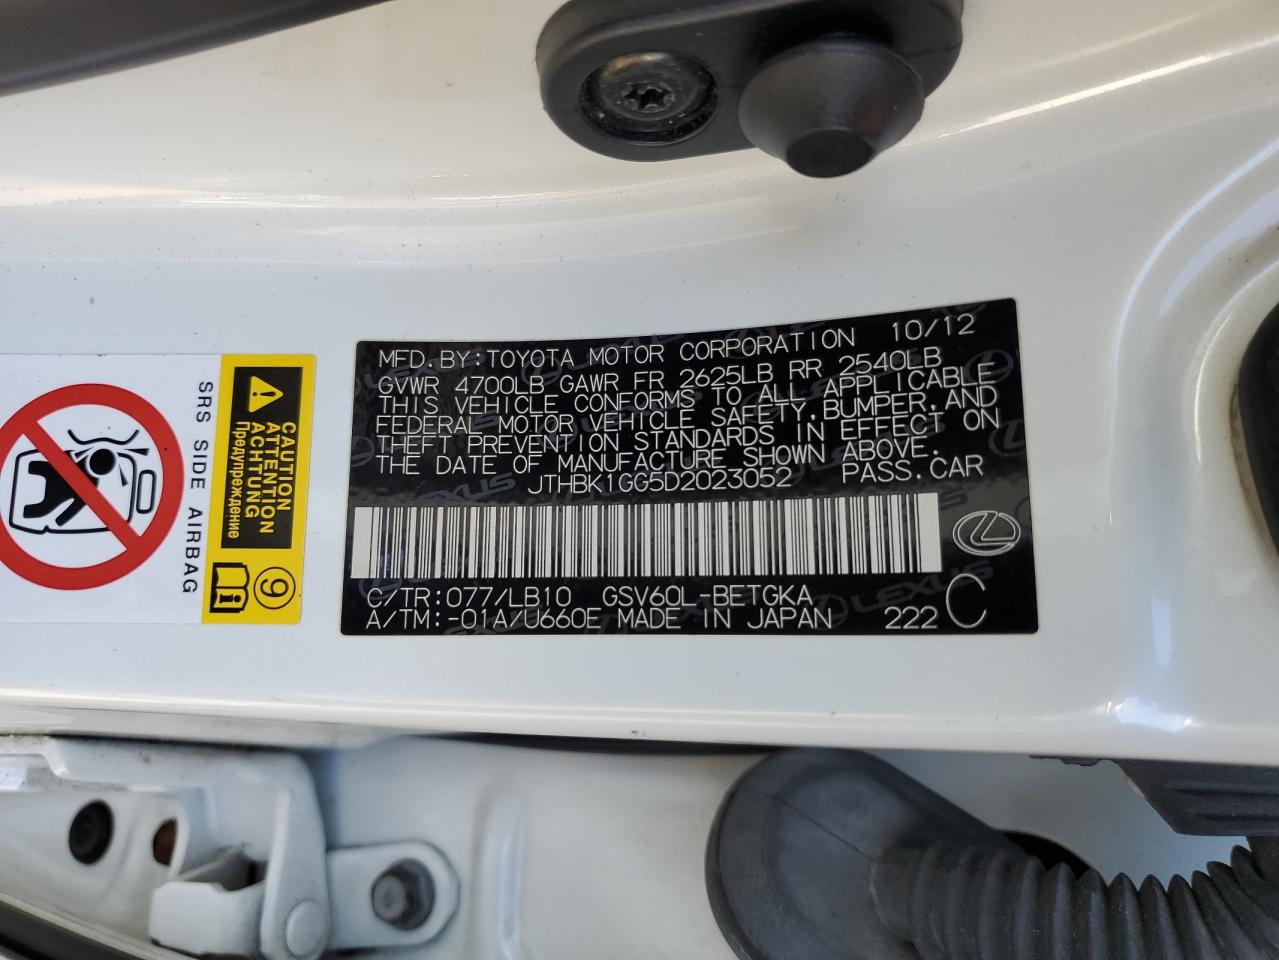 MFD.BY:TOYOTA MOTOR CORPORATION 10/12
GVWR 4700LB GAWR FR 2625LB RR 2540LB
THIS VEHICLE CONFORMS TO ALL APPLICABLE
FEDERAL MOTOR VEHICLE SAFETY,BUMPER,AND
THEFT PREVENTION STANDARDS IN EFFECT ON
THE DATE OF MANUFACTURE SHOWN ABOVE.
JTHBK1GG5D2023052 PASS.CAR
C/TR:077/LB10 GSV60L-BETGKA
A/TM:-01A/U660E MADE IN JAPAN 222 C
LEXUS
SRS SIDE AIRBAG
CAUTION
ATTENTION
ACHTUNG
Предупреждение
9